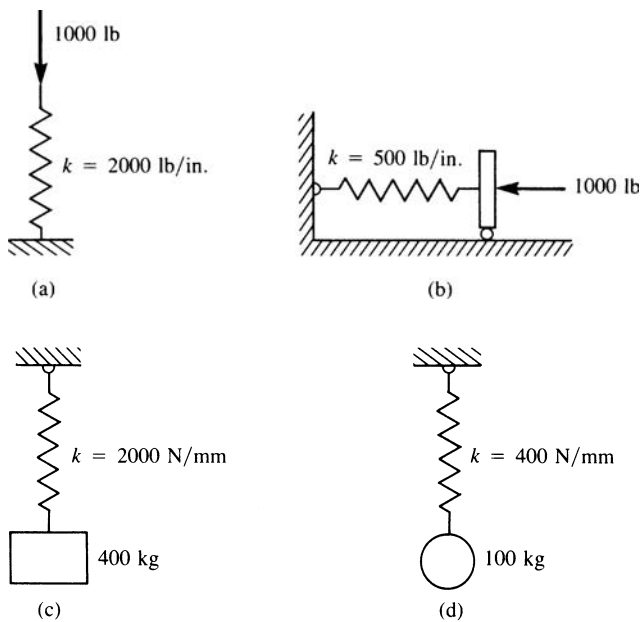 1000 lb
k = 2000 lb/in.
k = 500 lb/in.
1000 lb
(a)
(b)
k = 2000 N/mm
400 kg
k = 400 N/mm
100 kg
(c)
(d)